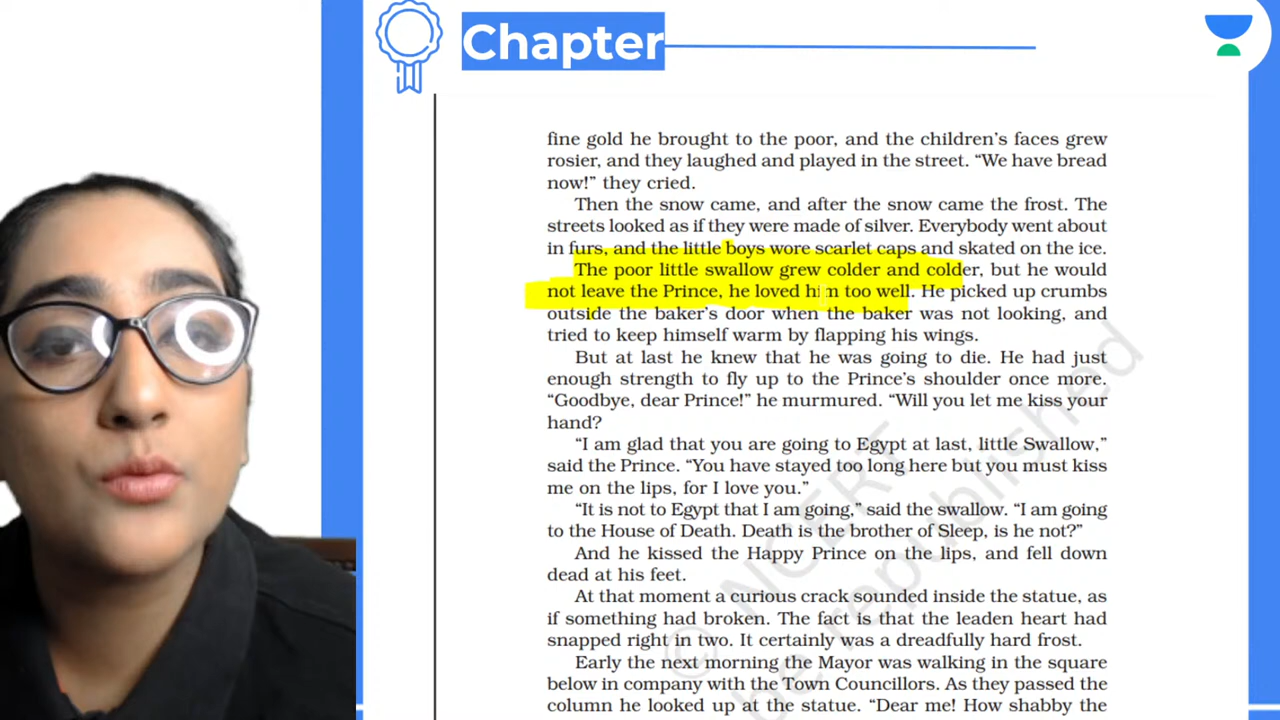 Chapter
fine gold he brought to the poor, and the children's faces grew
rosier, and they laughed and played in the street. “We have bread
now!” they cried.
Then the snow came, and after the snow came the frost. The
streets looked as if they were made of silver. Everybody went about
in furs, and the little boys wore scarlet caps and skated on the ice.
The poor little swallow grew colder and colder, but he would
not leave the Prince, he loved him too well. He picked up crumbs
outside the baker's door when the baker was not looking, and
tried to keep himself warm by flapping his wings.
But at last he knew that he was going to die. He had just
enough strength to fly up to the Prince's shoulder once more.
“Goodbye, dear Prince!” he murmured. “Will you let me kiss your
hand?
“I am glad that you are going to Egypt at last, little Swallow,”
said the Prince. “You have stayed too long here but you must kiss
me on the lips, for I love you.”
“It is not to Egypt that I am going,” said the swallow. “I am going
to the House of Death. Death is the brother of Sleep, is he not?”
And he kissed the Happy Prince on the lips, and fell down
dead at his feet.
At that moment a curious crack sounded inside the statue, as
if something had broken. The fact is that the leaden heart had
snapped right in two. It certainly was a dreadfully hard frost.
Early the next morning the Mayor was walking in the square
below in company with the Town Councillors. As they passed the
column he looked up at the statue. “Dear me! How shabby the
© NCERT
be republished